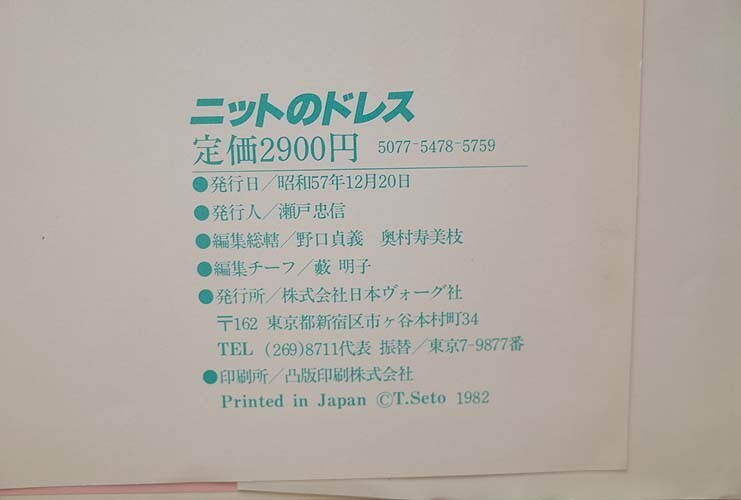 ニットのドレス
定価2900円 5077-5478-5759
●発行日／昭和57年12月20日
●発行人／瀬戸忠信
●編集総轄／野口貞義 奥村寿美枝
●編集チーフ／藪 明子
●発行所／株式会社日本ヴォーグ社
〒162 東京都新宿区市ヶ谷本村町34
TEL (269)8711代表 振替／東京7-9877番
●印刷所／凸版印刷株式会社
Printed in Japan ©T.Seto 1982